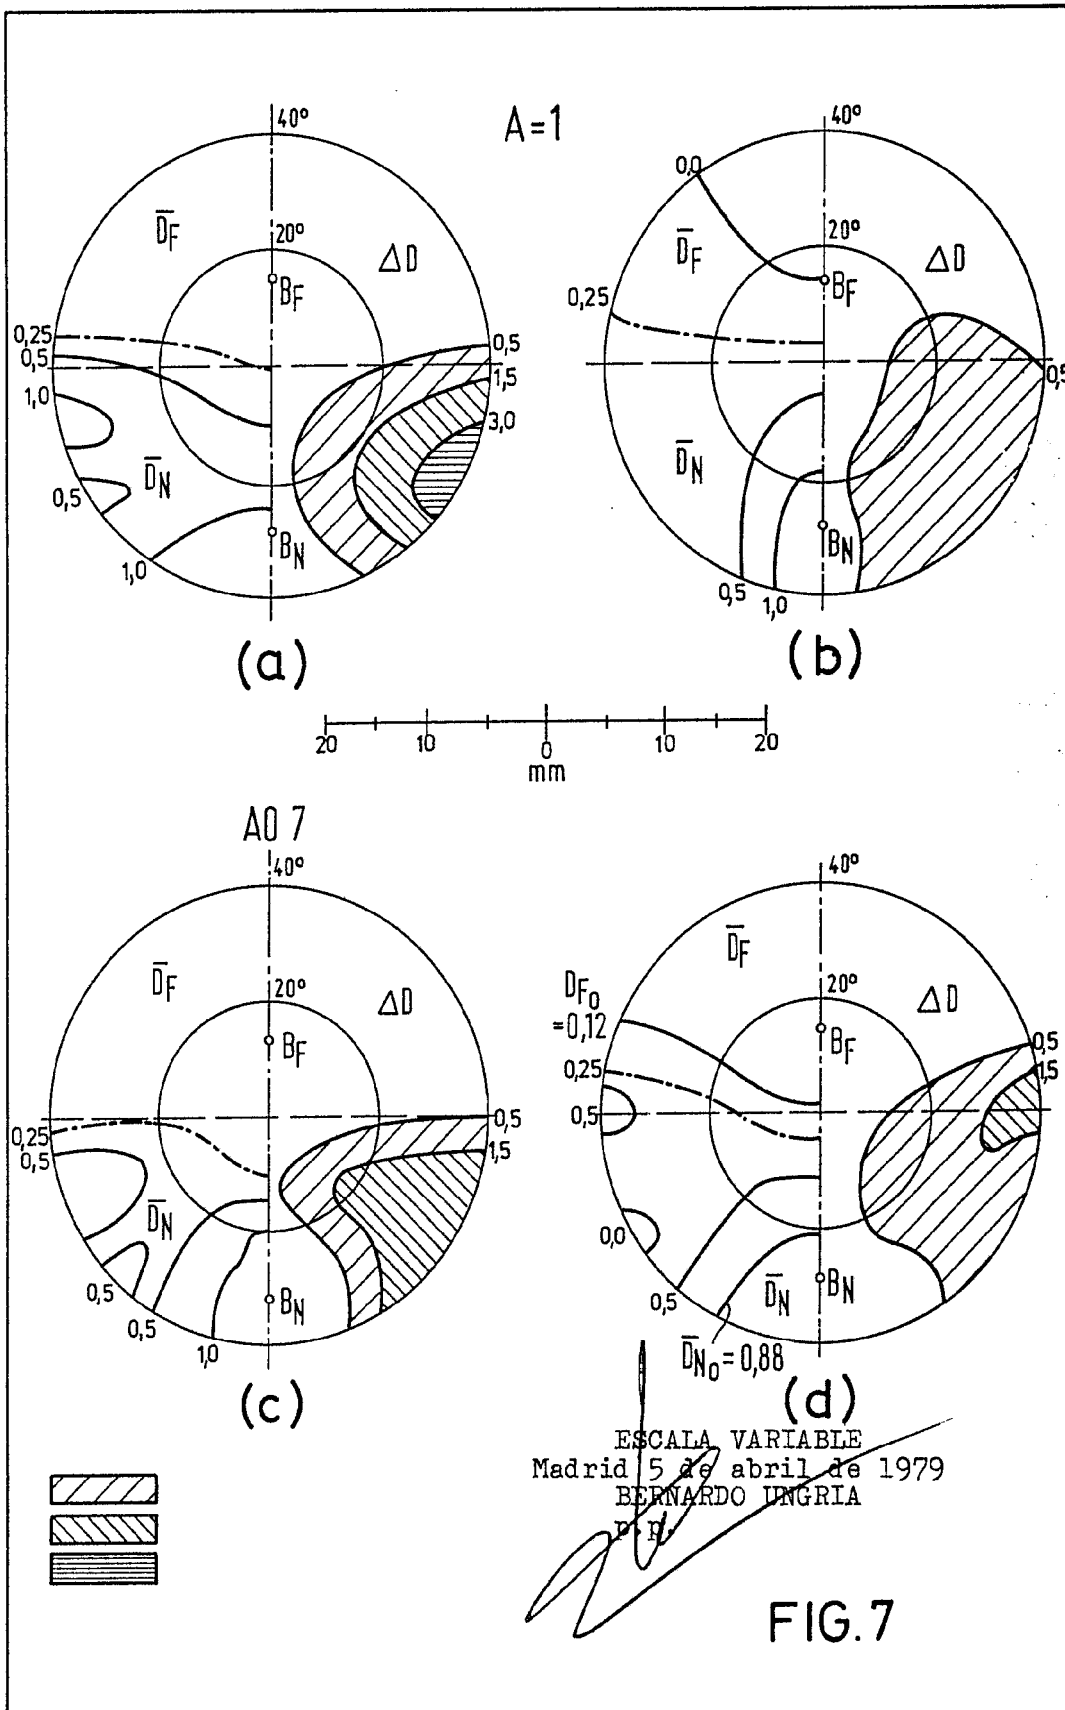 A=1
40°
D̅F
20°
ΔD
BF
0,25
0,5
1,0
0,5
1,5
3,0
D̅N
0,5
BN
1,0
(a)
40°
0,0
D̅F
20°
ΔD
BF
0,25
0,5
D̅N
BN
0,5
1,0
(b)
20 10 0 10 20
mm
A0 7
40°
D̅F
20°
ΔD
BF
0,25
0,5
0,5
1,5
D̅N
0,5
0,5
BN
1,0
(c)
40°
D̅F
DF0
=0,12
20°
ΔD
BF
0,25
0,5
0,5
1,5
0,0
0,5
D̅N
BN
D̅N0=0,88
(d)
ESCALA VARIABLE
Madrid 5 de abril de 1979
BERNARDO UNGRIA
p.p.
FIG.7